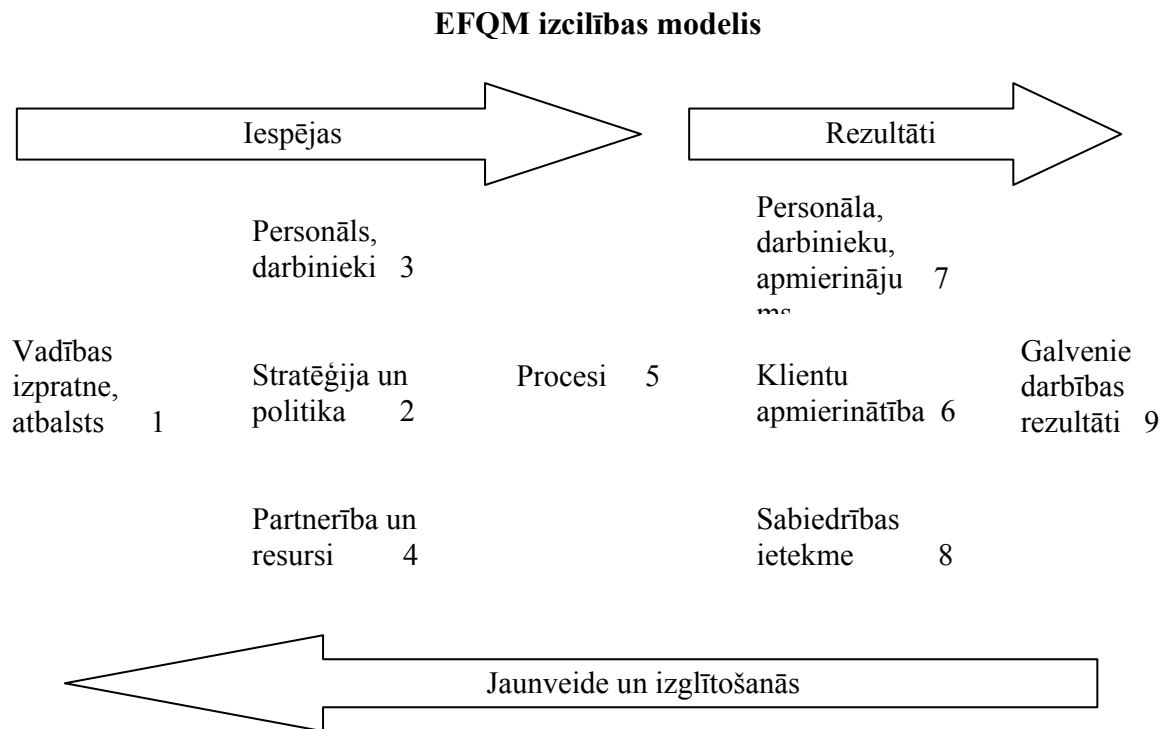 EFQM izcilības modelis
Iespējas
Rezultāti
Personāls,
darbinieki 3
Personāla,
darbinieku,
apmierināju 7
ms
Vadības
izpratne,
atbalsts 1
Stratēģija un
politika 2
Procesi 5
Klientu
apmierinātība 6
Galvenie
darbības
rezultāti 9
Partnerība un
resursi 4
Sabiedrības
ietekme 8
Jaunveide un izglītošanās